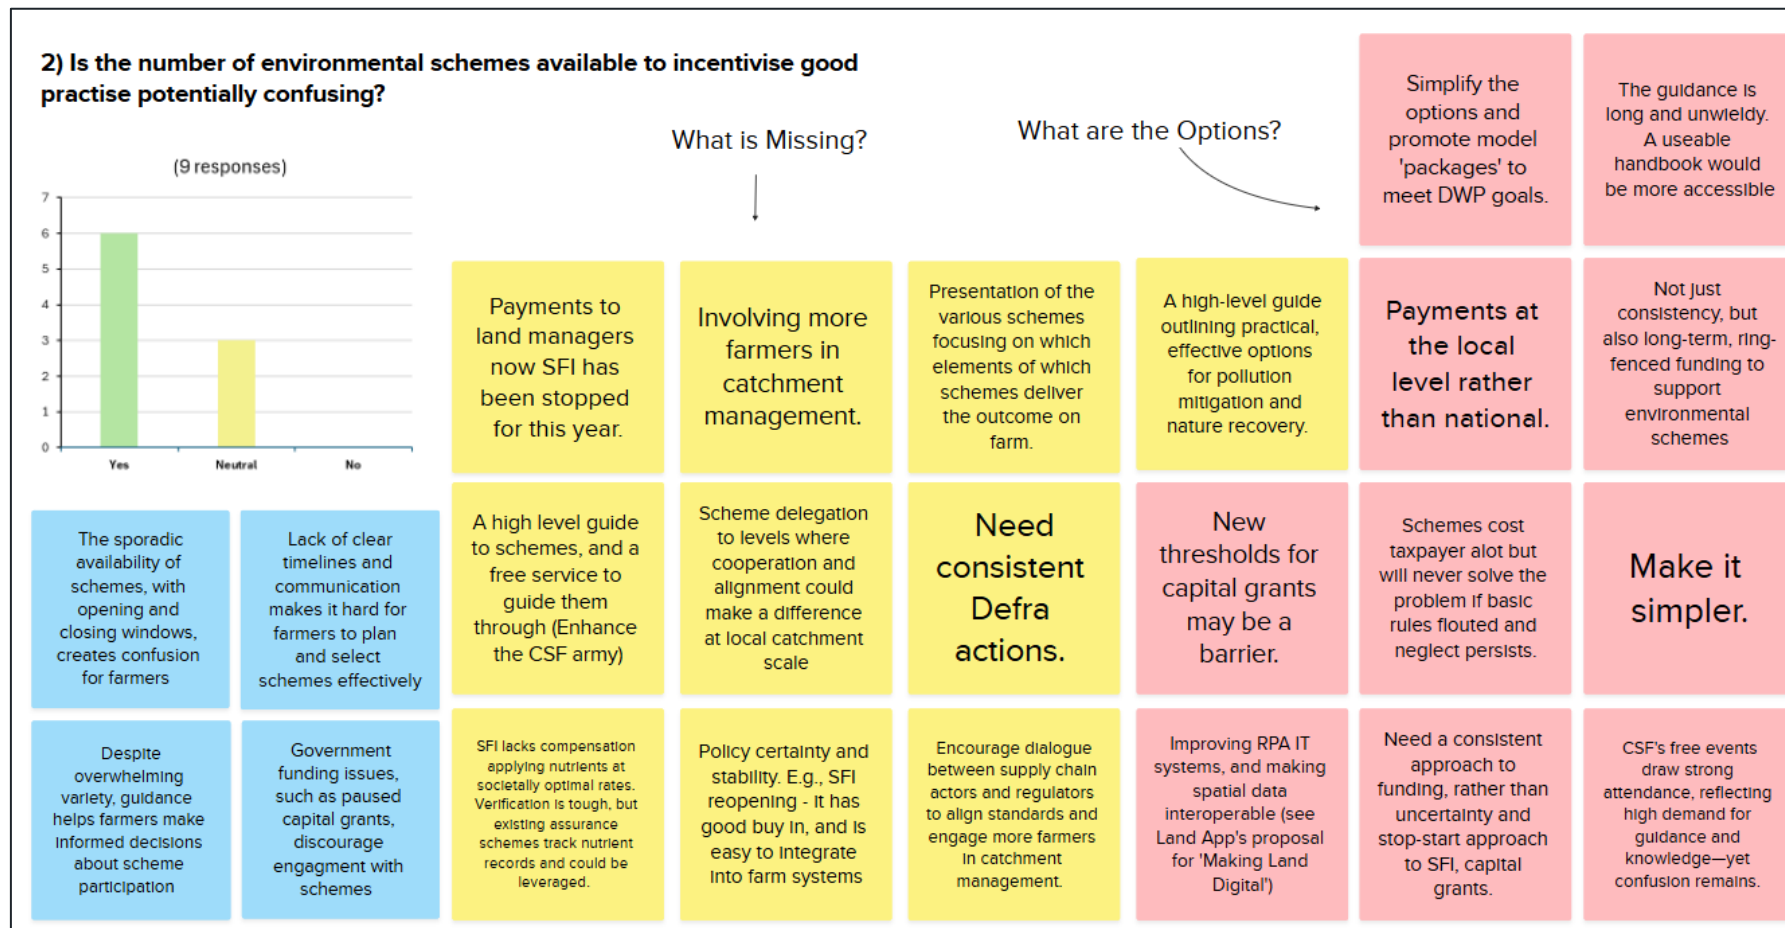 2) Is the number of environmental schemes available to incentivise good
practise potentially confusing?
(9 responses)
7
6
5
4
3
2
1
0
Yes
Neutral
No
What is Missing?
What are the Options?
Simplify the
options and
promote model
'packages' to
meet DWP goals.
The guidance is
long and unwieldy.
A useable
handbook would
be more accessible
Payments to
land managers
now SFI has
been stopped
for this year.
Involving more
farmers in
catchment
management.
Presentation of the
various schemes
focusing on which
elements of which
schemes deliver
the outcome on
farm.
A high-level guide
outlining practical,
effective options
for pollution
mitigation and
nature recovery.
Payments at
the local
level rather
than national.
Not just
consistency, but
also long-term, ring-
fenced funding to
support
environmental
schemes
The sporadic
availability of
schemes, with
opening and
closing windows,
creates confusion
for farmers
Lack of clear
timelines and
communication
makes it hard for
farmers to plan
and select
schemes effectively
A high level guide
to schemes, and a
free service to
guide them
through (Enhance
the CSF army)
Scheme delegation
to levels where
cooperation and
alignment could
make a difference
at local catchment
scale
Need
consistent
Defra
actions.
New
thresholds for
capital grants
may be a
barrier.
Schemes cost
taxpayer alot but
will never solve the
problem if basic
rules flouted and
neglect persists.
Make it
simpler.
Despite
overwhelming
variety, guidance
helps farmers make
informed decisions
about scheme
participation
Government
funding issues,
such as paused
capital grants,
discourage
engagment with
schemes
SFI lacks compensation
applying nutrients at
societally optimal rates.
Verification is tough, but
existing assurance
schemes track nutrient
records and could be
leveraged.
Policy certainty and
stability. E.g., SFI
reopening - it has
good buy in, and is
easy to integrate
into farm systems
Encourage dialogue
between supply chain
actors and regulators
to align standards and
engage more farmers
in catchment
management.
Improving RPA IT
systems, and making
spatial data
interoperable (see
Land App's proposal
for 'Making Land
Digital')
Need a consistent
approach to
funding, rather than
uncertainty and
stop-start approach
to SFI, capital
grants.
CSF's free events
draw strong
attendance, reflecting
high demand for
guidance and
knowledge—yet
confusion remains.